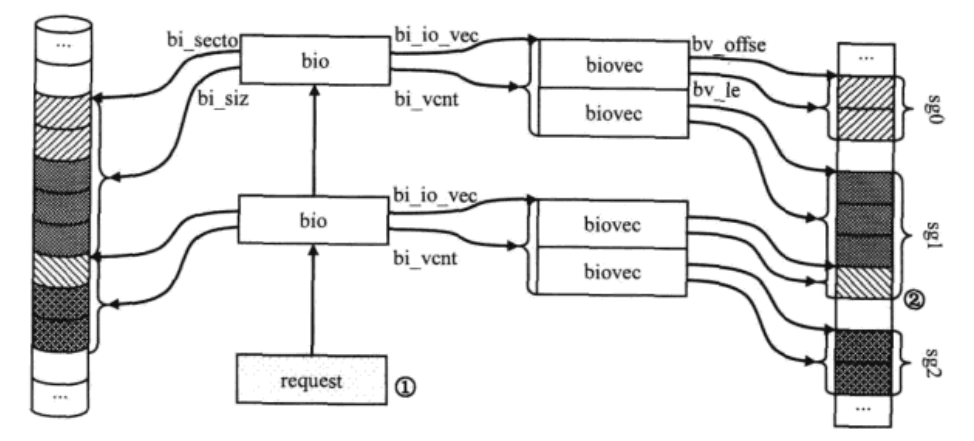 ...
bi_secto
bio
bi_io_vec
biovec
bv_offse
...
bi_siz
bi_vcnt
biovec
bv_le
sg0
bio
bi_io_vec
biovec
sg1
bi_vcnt
biovec
②
request
①
sg2
...
...